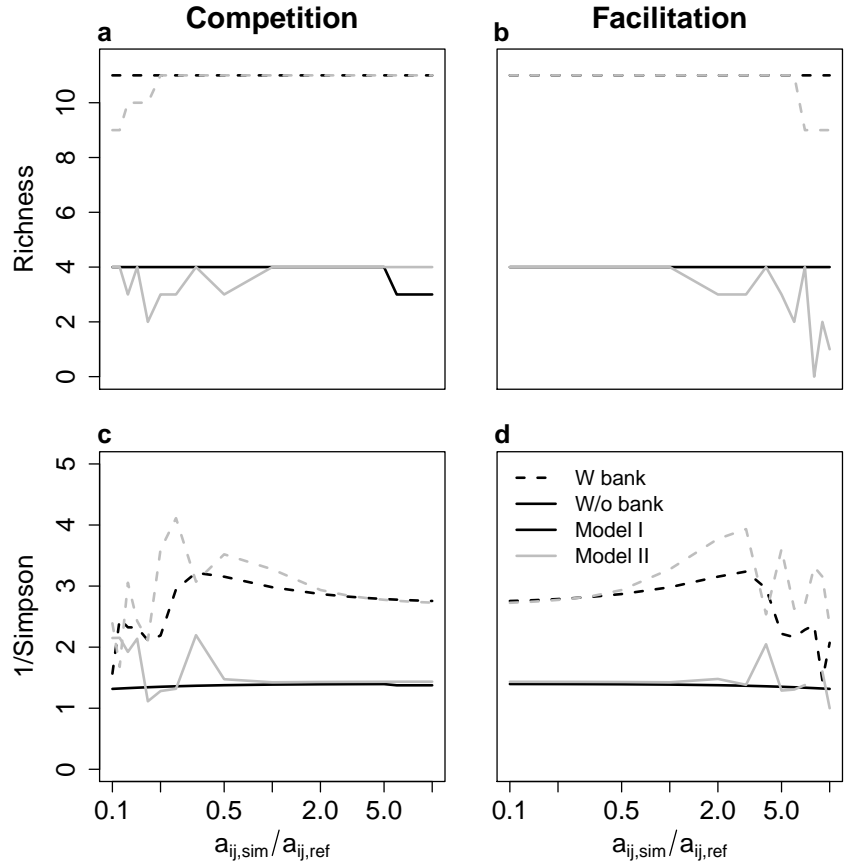 Competition
Facilitation
a
b
Richness
10
8
6
4
2
0
c
d
1/Simpson
5
4
3
2
1
0
W bank
W/o bank
Model I
Model II
0.1
0.5
2.0
5.0
0.1
0.5
2.0
5.0
a_ij,sim/a_ij,ref
a_ij,sim/a_ij,ref